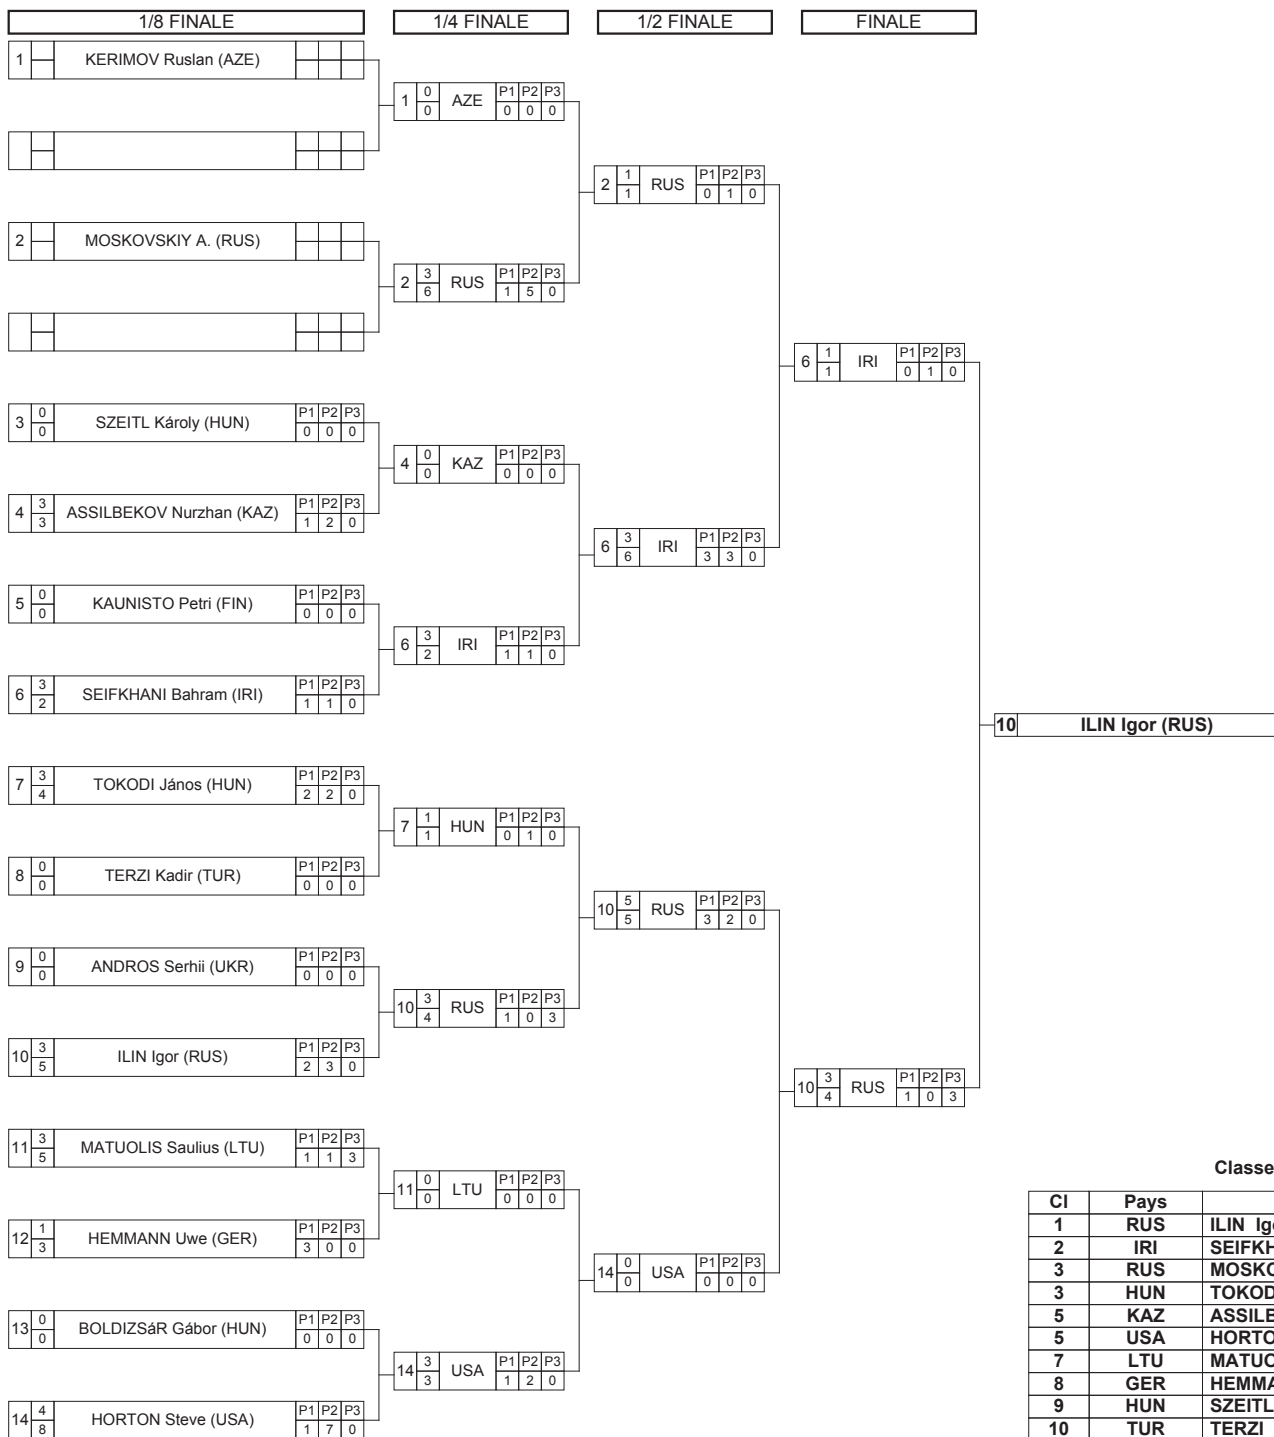 1/8 FINALE 1/4 FINALE 1/2 FINALE FINALE
1 KERIMOV Ruslan (AZE)
1 0 0 AZE P1 P2 P3 0 0 0
2 1 1 RUS P1 P2 P3 0 1 0
2 MOSKOVSKIY A. (RUS)
2 3 6 RUS P1 P2 P3 1 5 0
6 1 1 IRI P1 P2 P3 0 1 0
3 0 0 SZEITL Károly (HUN) P1 P2 P3 0 0 0
4 0 0 KAZ P1 P2 P3 0 0 0
4 3 3 ASSILBEKOV Nurzhan (KAZ) P1 P2 P3 1 2 0
6 3 6 IRI P1 P2 P3 3 3 0
5 0 0 KAUNISTO Petri (FIN) P1 P2 P3 0 0 0
6 3 2 IRI P1 P2 P3 1 1 0
6 3 2 SEIFKHANI Bahram (IRI) P1 P2 P3 1 1 0
10 ILIN Igor (RUS)
7 3 4 TOKODI János (HUN) P1 P2 P3 2 2 0
7 1 1 HUN P1 P2 P3 0 1 0
8 0 0 TERZI Kadir (TUR) P1 P2 P3 0 0 0
10 5 5 RUS P1 P2 P3 3 2 0
9 0 0 ANDROS Serhii (UKR) P1 P2 P3 0 0 0
10 3 4 RUS P1 P2 P3 1 0 3
10 3 5 ILIN Igor (RUS) P1 P2 P3 2 3 0
10 3 4 RUS P1 P2 P3 1 0 3
11 3 5 MATUOLIS Saulius (LTU) P1 P2 P3 1 1 3
11 0 0 LTU P1 P2 P3 0 0 0
12 1 3 HEMMANN Uwe (GER) P1 P2 P3 3 0 0
14 0 0 USA P1 P2 P3 0 0 0
13 0 0 BOLDIZSáR Gábor (HUN) P1 P2 P3 0 0 0
14 3 3 USA P1 P2 P3 1 2 0
14 4 8 HORTON Steve (USA) P1 P2 P3 1 7 0
Classe
Cl Pays
1 RUS ILIN Ig
2 IRI SEIFKH
3 RUS MOSKO
3 HUN TOKOD
5 KAZ ASSILB
5 USA HORTO
7 LTU MATUO
8 GER HEMMA
9 HUN SZEITL
10 TUR TERZI